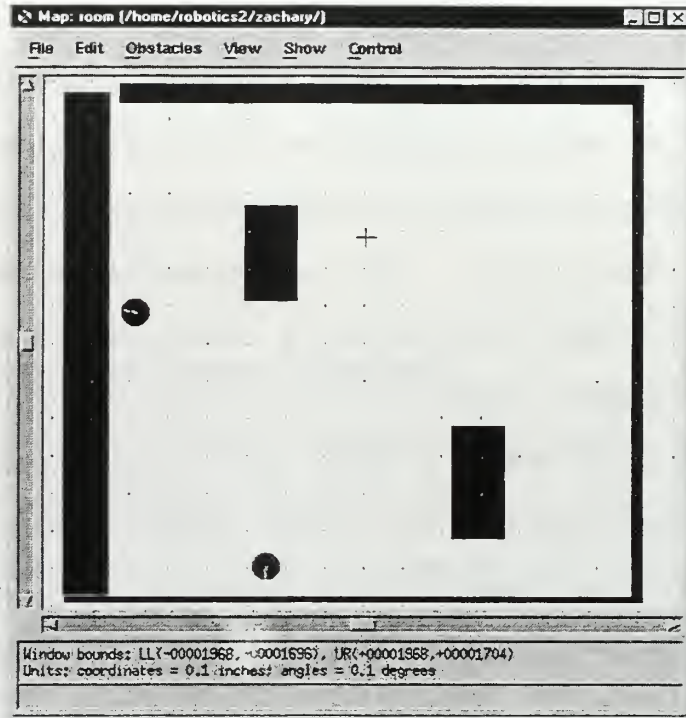 Map: room (/home/robotics2/zachary/)
File Edit Obstacles View Show Control
Window bounds: LL(-00001968, -00001696), UR(+00001968,+00001704)
Units: coordinates = 0.1 inches; angles = 0.1 degrees